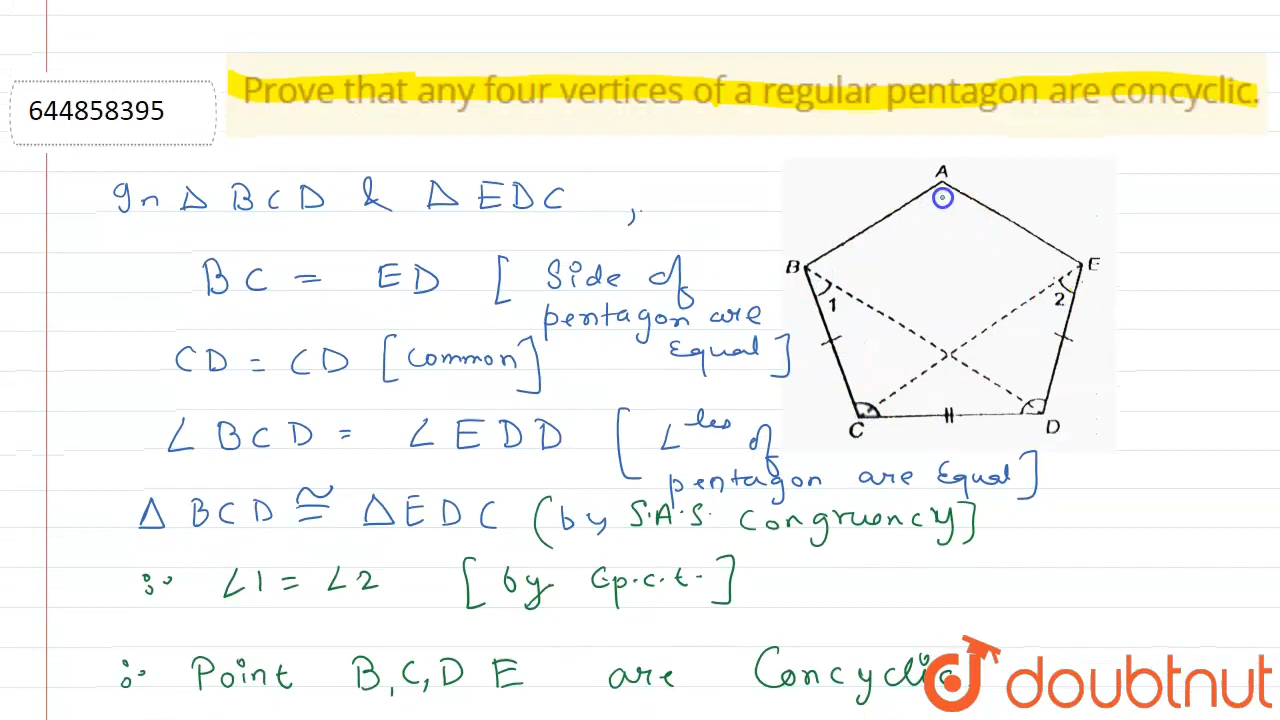 644858395
Prove that any four vertices of a regular pentagon are concyclic.
In Δ BCD & Δ EDC ,
BC = ED [ Side of
pentagon are
Equal ]
CD = CD [Common]
∠ BCD = ∠ EDD [ ∠les of
pentagon are Equal ]
Δ BCD ≅ Δ EDC (by S.A.S. Congruency]
∴ ∠1 = ∠2 [ by Cp.c.t. ]
∴ Point B,C,D E are Concyclic
A
B
E
1
2
C
D
doubtnut